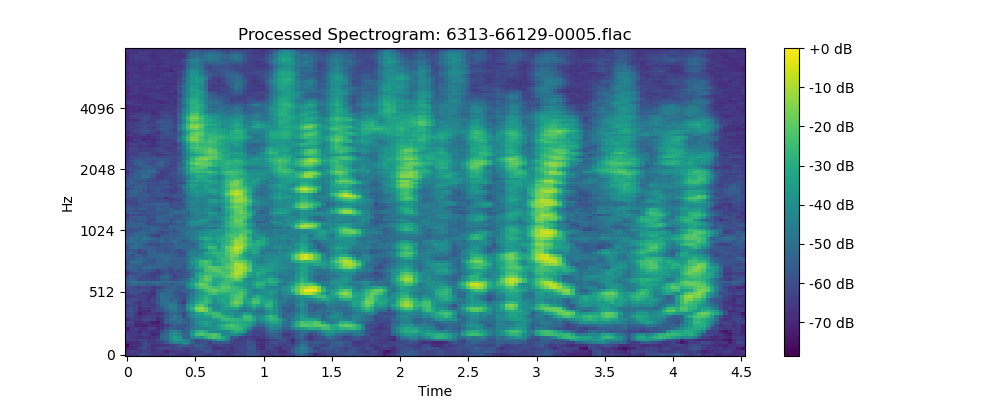 Processed Spectrogram: 6313-66129-0005.flac
Hz
4096
2048
1024
512
0
0 0.5 1 1.5 2 2.5 3 3.5 4 4.5
Time
+0 dB
-10 dB
-20 dB
-30 dB
-40 dB
-50 dB
-60 dB
-70 dB